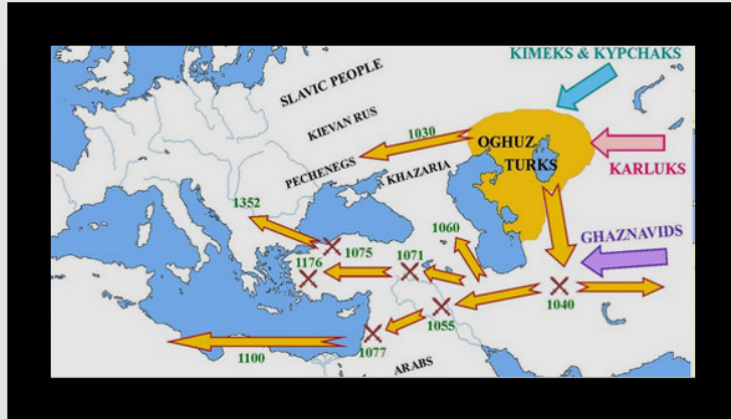 KIMEKS & KYPCHAKS
SLAVIC PEOPLE
KIEVAN RUS
1030
OGHUZ
TURKS
PECHENEGS
KHAZARIA
KARLUKS
1352
1060
GHAZNAVIDS
1075
1176
1071
1040
1055
1077
1100
ARABS